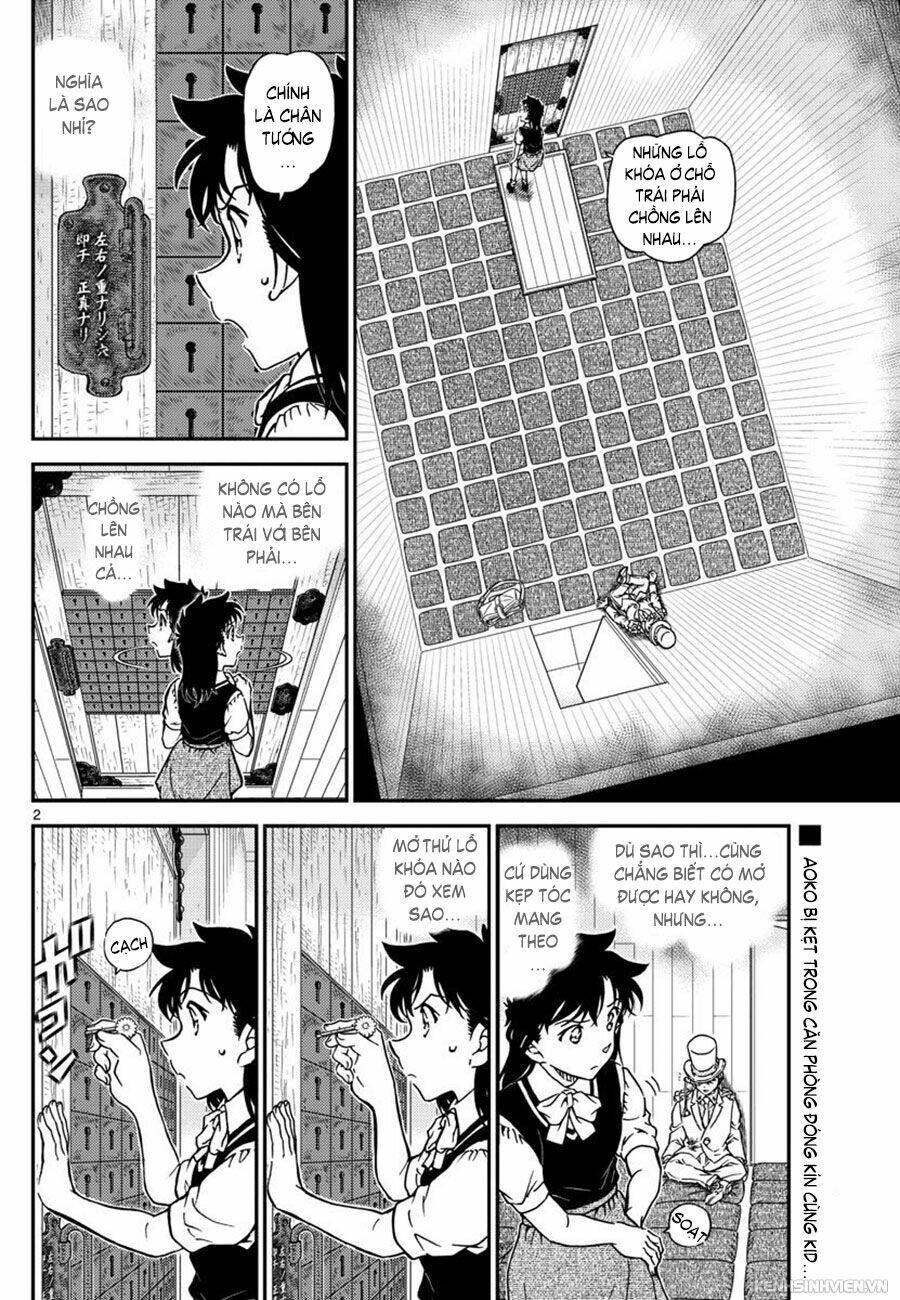 NHỮNG LỖ
KHÓA Ở CHỖ
TRÁI PHẢI
CHỒNG LÊN
NHAU...
CHÍNH
LÀ CHÂN
TƯỚNG
...
NGHĨA
LÀ SAO
NHỈ?
左右ノ重ナリシ穴
即チ 正真ナリ
KHÔNG CÓ LỖ
NÀO MÀ BÊN
TRÁI VỚI BÊN
PHẢI...
CHỒNG
LÊN
NHAU
CẢ...
2
AOKO BỊ KẸT TRONG CĂN PHÒNG ĐÓNG KÍN CÙNG KID...
DÙ SAO THÌ...CŨNG
CHẲNG BIẾT CÓ MỞ
ĐƯỢC HAY KHÔNG,
NHƯNG...
CỨ DÙNG
KẸP TÓC
MANG
THEO
...
SOẠT
MỞ THỬ LỖ
KHÓA NÀO
ĐÓ XEM
SAO...
CẠCH
KENHSINHVIEN.VN